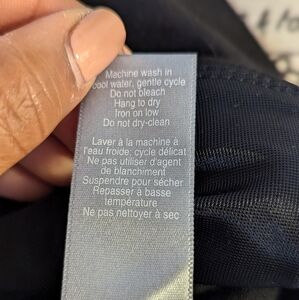 Machine wash in
cool water, gentle cycle
Do not bleach
Hang to dry
Iron on low
Do not dry-clean
Laver à la machine à
l'eau froide; cycle délicat
Ne pas utiliser d'agent
de blanchiment
Suspendre pour sécher
Repasser à basse
température
Ne pas nettoyer à sec